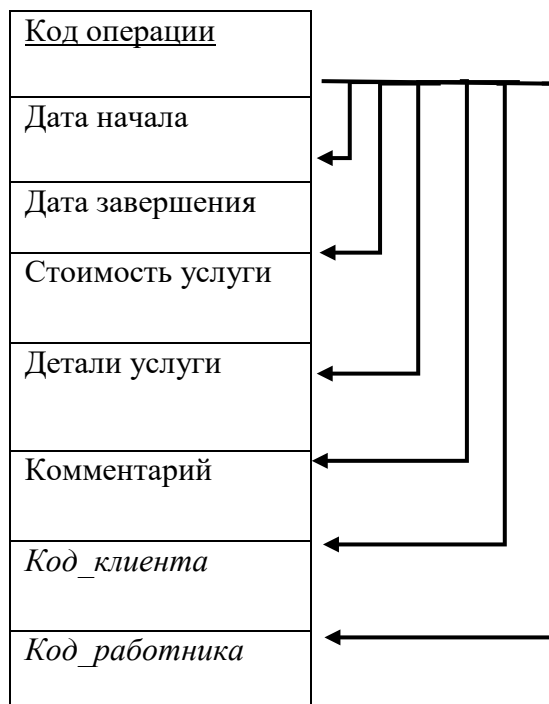 Код операции
Дата начала
Дата завершения
Стоимость услуги
Детали услуги
Комментарий
Код_клиента
Код_работника